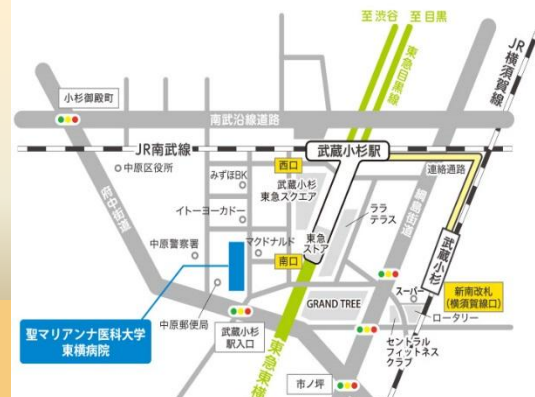 至渋谷
至目黒
東急目黒線
JR横須賀線
小杉御殿町
南武沿線道路
JR南武線
武蔵小杉駅
中原区役所
みずほBK
西口
武蔵小杉
東急スクエア
連絡通路
府中街道
イトーヨーカドー
ララ
テラス
綱島街道
武蔵小杉
中原警察署
マクドナルド
東急
ストア
南口
スーパー
新南改札
(横須賀線口)
GRAND TREE
ロータリー
聖マリアンナ医科大学
東横病院
中原郵便局
武蔵小杉
駅入口
セントラル
フィットネス
クラブ
東急東横
市ノ坪